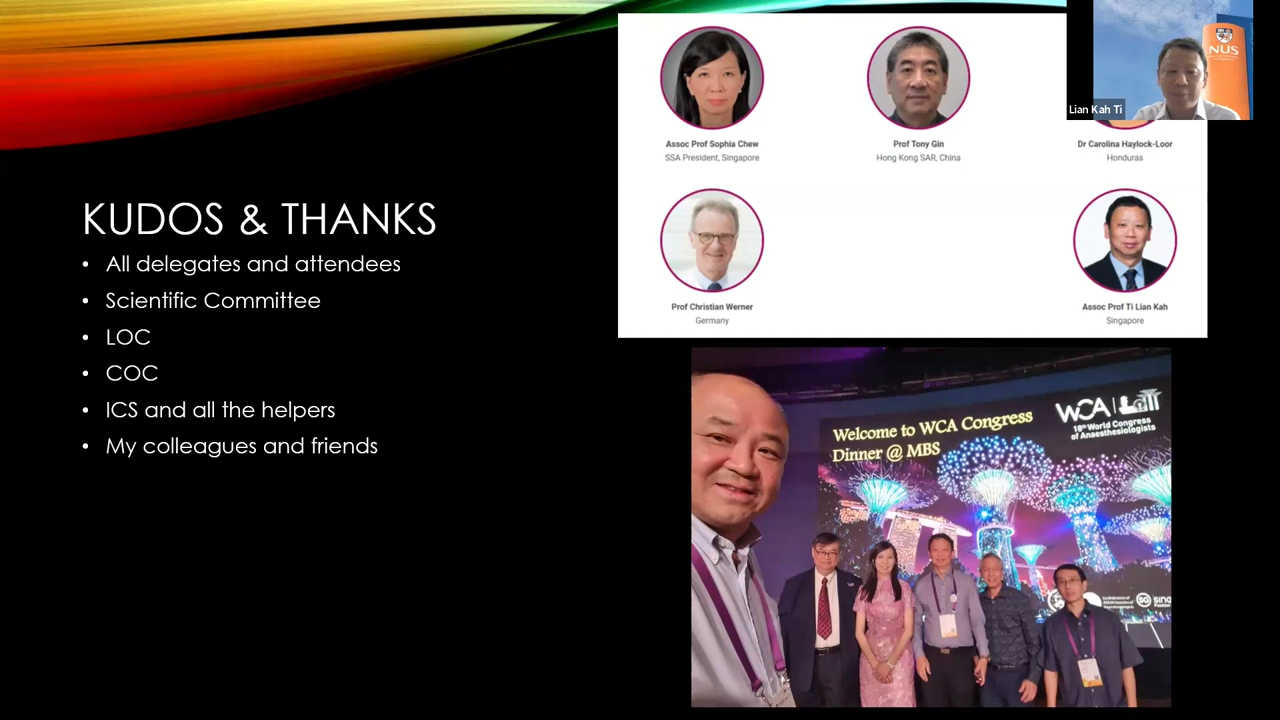 KUDOS & THANKS
• All delegates and attendees
• Scientific Committee
• LOC
• COC
• ICS and all the helpers
• My colleagues and friends
Assoc Prof Sophia Chew
SSA President, Singapore
Prof Tony Gin
Hong Kong SAR, China
Dr Carolina Haylock-Loor
Honduras
Prof Christian Werner
Germany
Assoc Prof Ti Lian Kah
Singapore
NUS
Lian Kah Ti
Welcome to WCA Congress
Dinner @ MBS
WCA
18th World Congress
of Anaesthesiologists